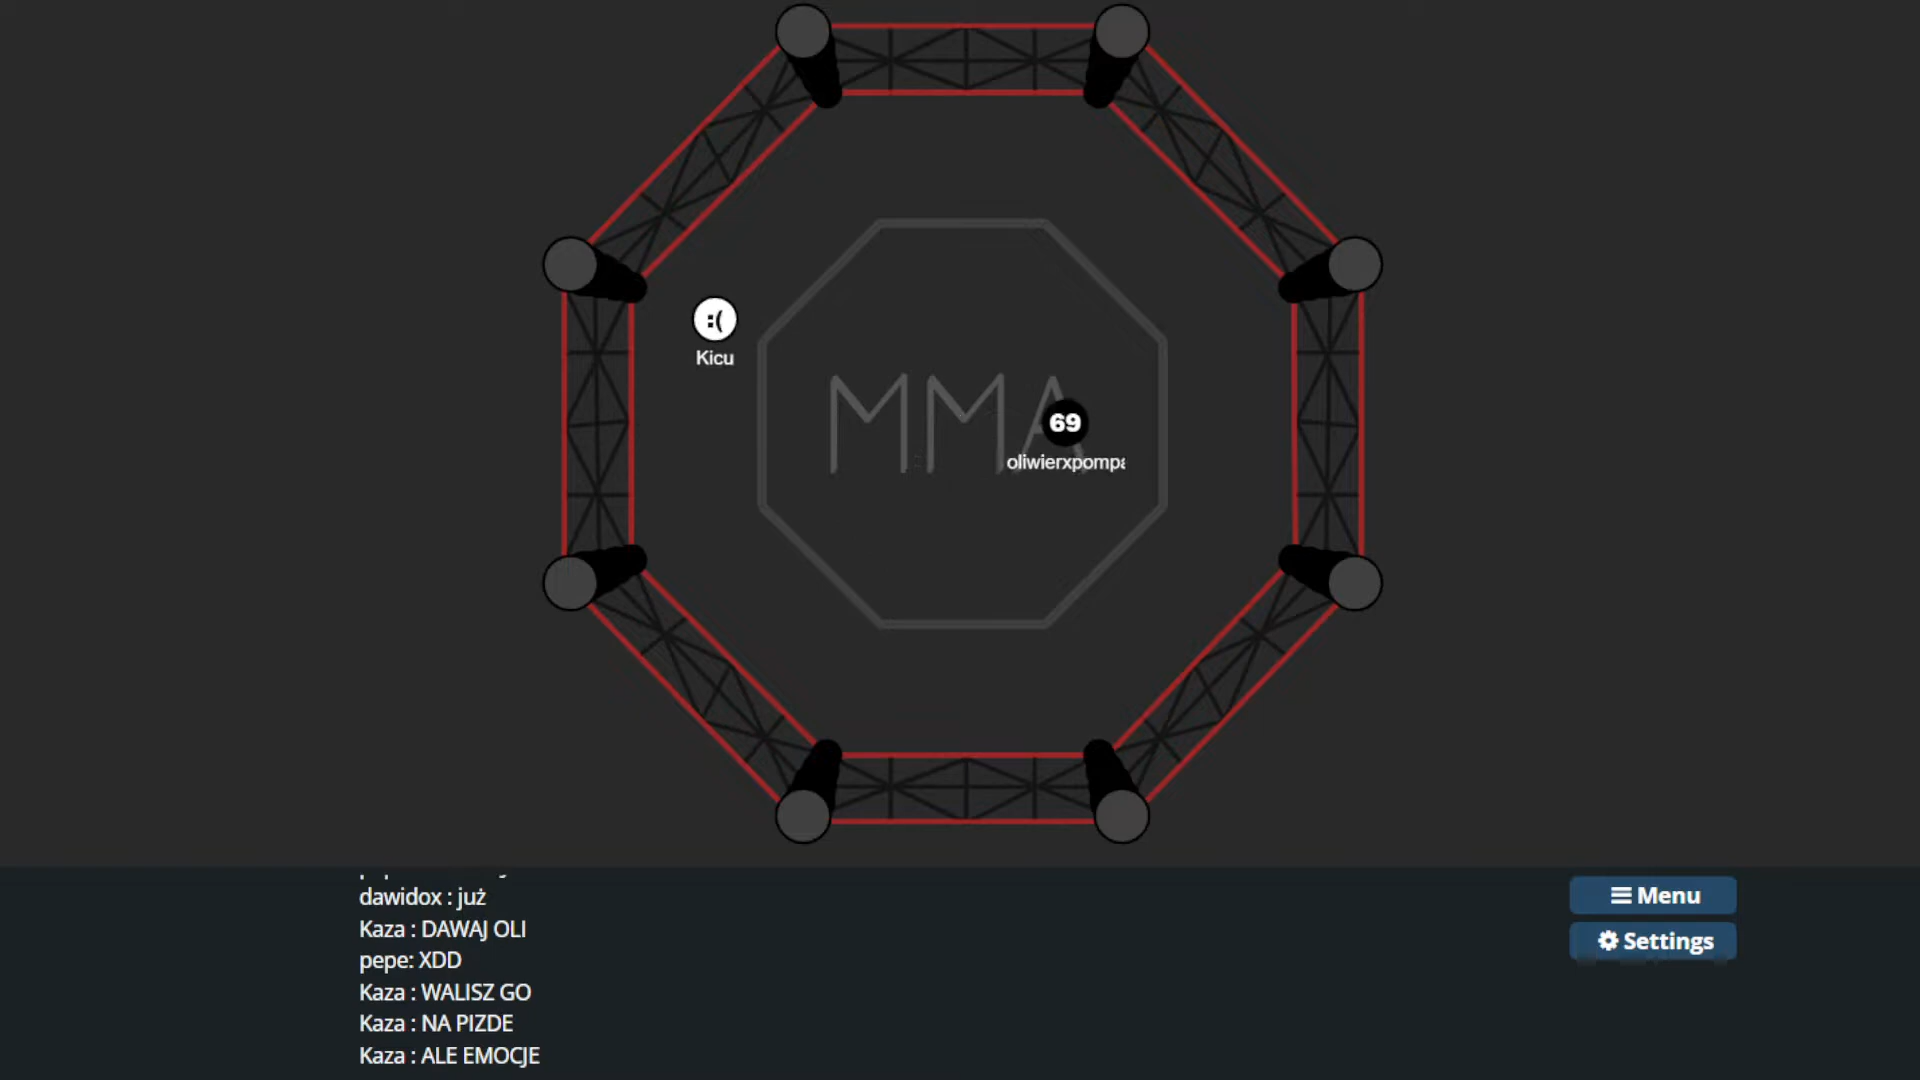 :(
Kicu
MMA
69
oliwierxpompa
dawidox : już
Kaza : DAWAJ OLI
pepe: XDD
Kaza : WALISZ GO
Kaza : NA PIZDE
Kaza : ALE EMOCJE
Menu
Settings